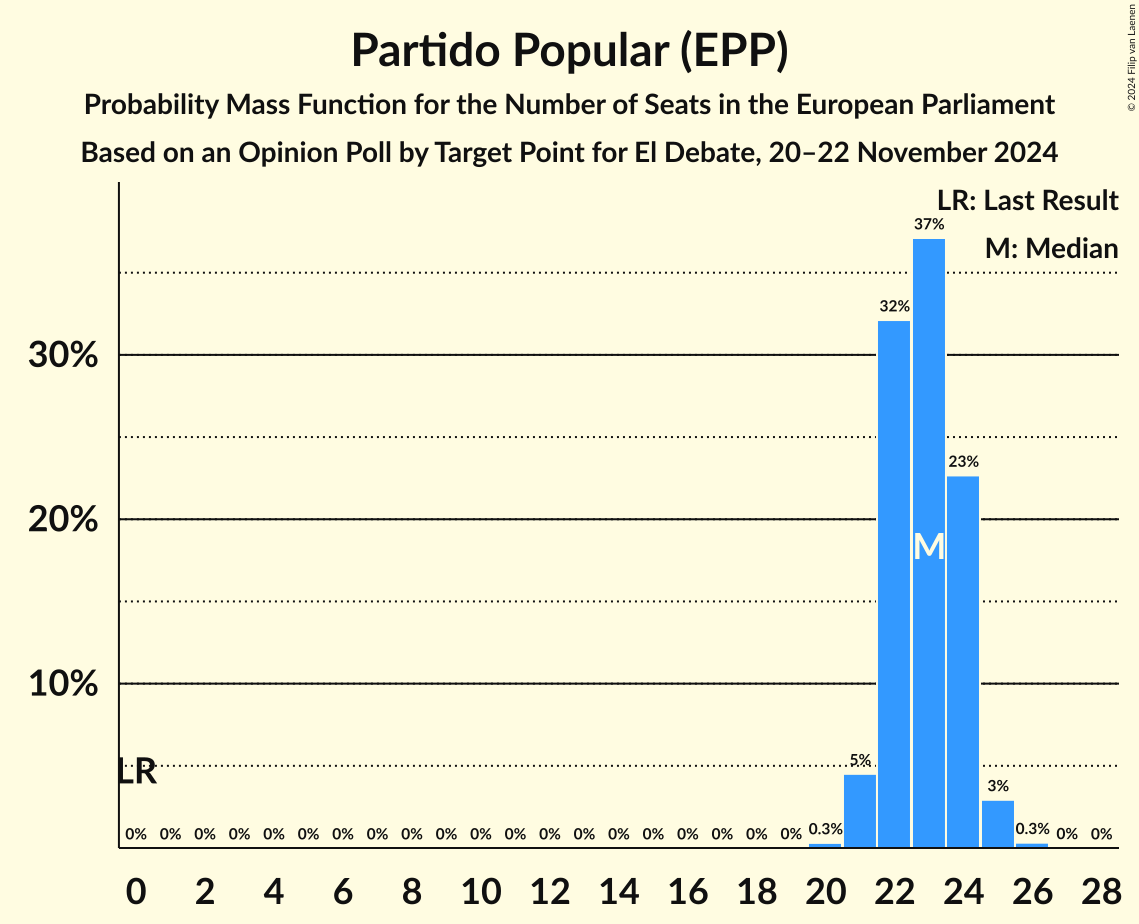 Partido Popular (EPP)
Probability Mass Function for the Number of Seats in the European Parliament
Based on an Opinion Poll by Target Point for El Debate, 20–22 November 2024
© 2024 Filip van Laenen
LR: Last Result
M: Median
37%
32%
30%
23%
20%
M
10%
LR
5%
3%
0% 0% 0% 0% 0% 0% 0% 0% 0% 0% 0% 0% 0% 0% 0% 0% 0% 0% 0% 0% 0.3% 0.3% 0% 0%
0 2 4 6 8 10 12 14 16 18 20 22 24 26 28